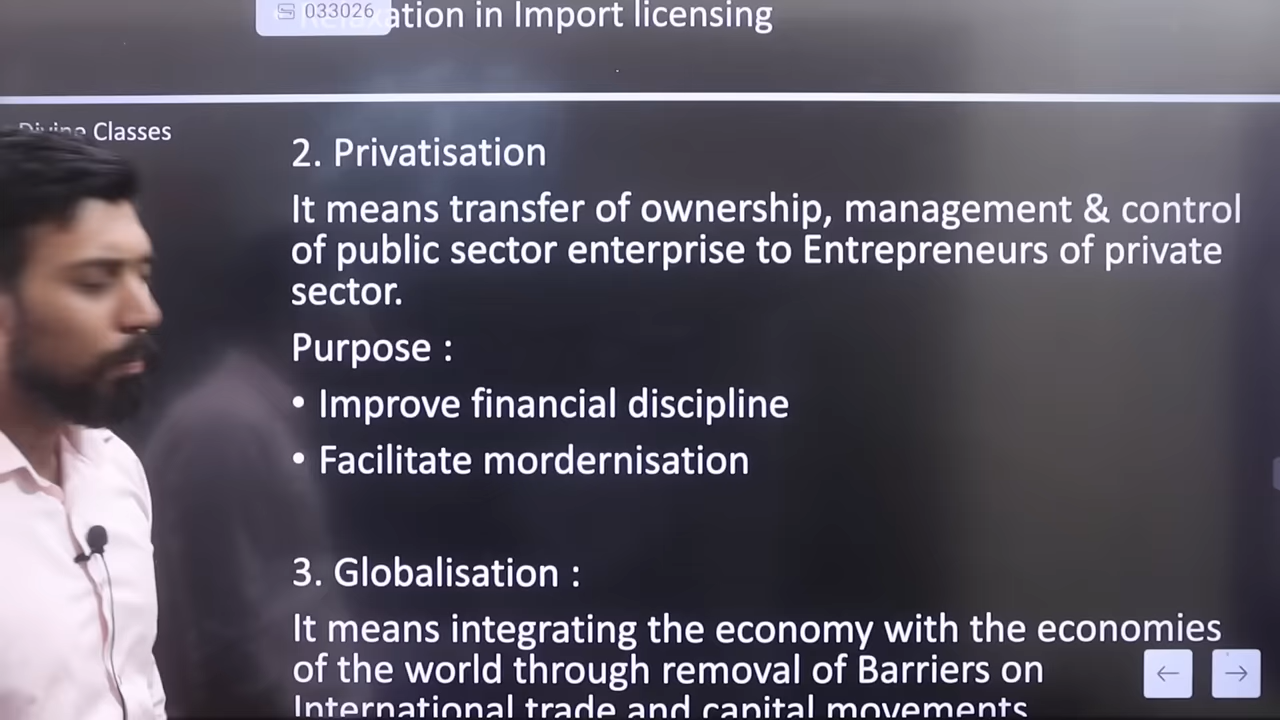 033026
ation in Import licensing
Classes
2. Privatisation
It means transfer of ownership, management & control
of public sector enterprise to Entrepreneurs of private
sector.
Purpose :
• Improve financial discipline
• Facilitate mordernisation
3. Globalisation :
It means integrating the economy with the economies
of the world through removal of Barriers on
International trade and capital movements